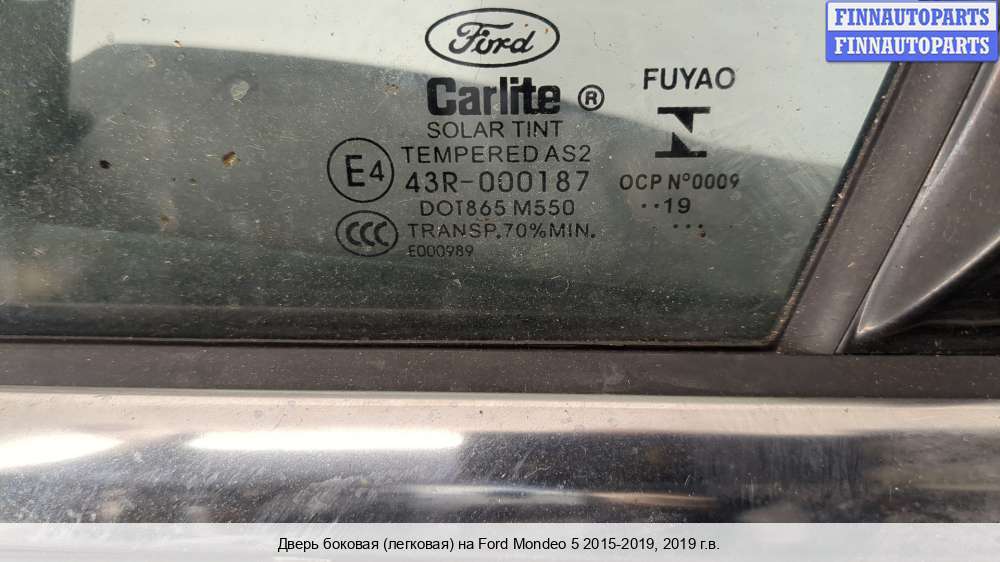 FINNAUTOPARTS
FINNAUTOPARTS
Ford
Carlite ®
SOLAR TINT
TEMPERED AS2
E4
43R-000187
DOT865 M550
CCC
TRANSP.70%MIN.
E000989
FUYAO
OCP N°0009
··19
....
Дверь боковая (легковая) на Ford Mondeo 5 2015-2019, 2019 г.в.